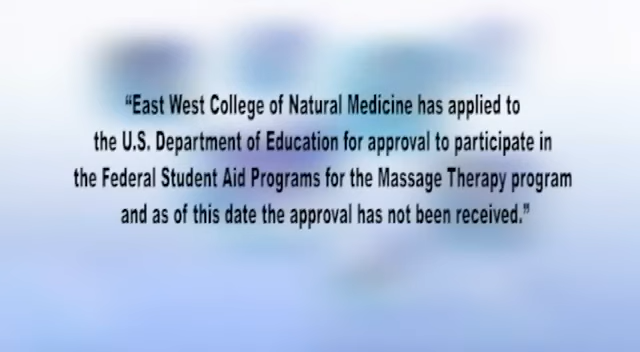 “East West College of Natural Medicine has applied to
the U.S. Department of Education for approval to participate in
the Federal Student Aid Programs for the Massage Therapy program
and as of this date the approval has not been received.”